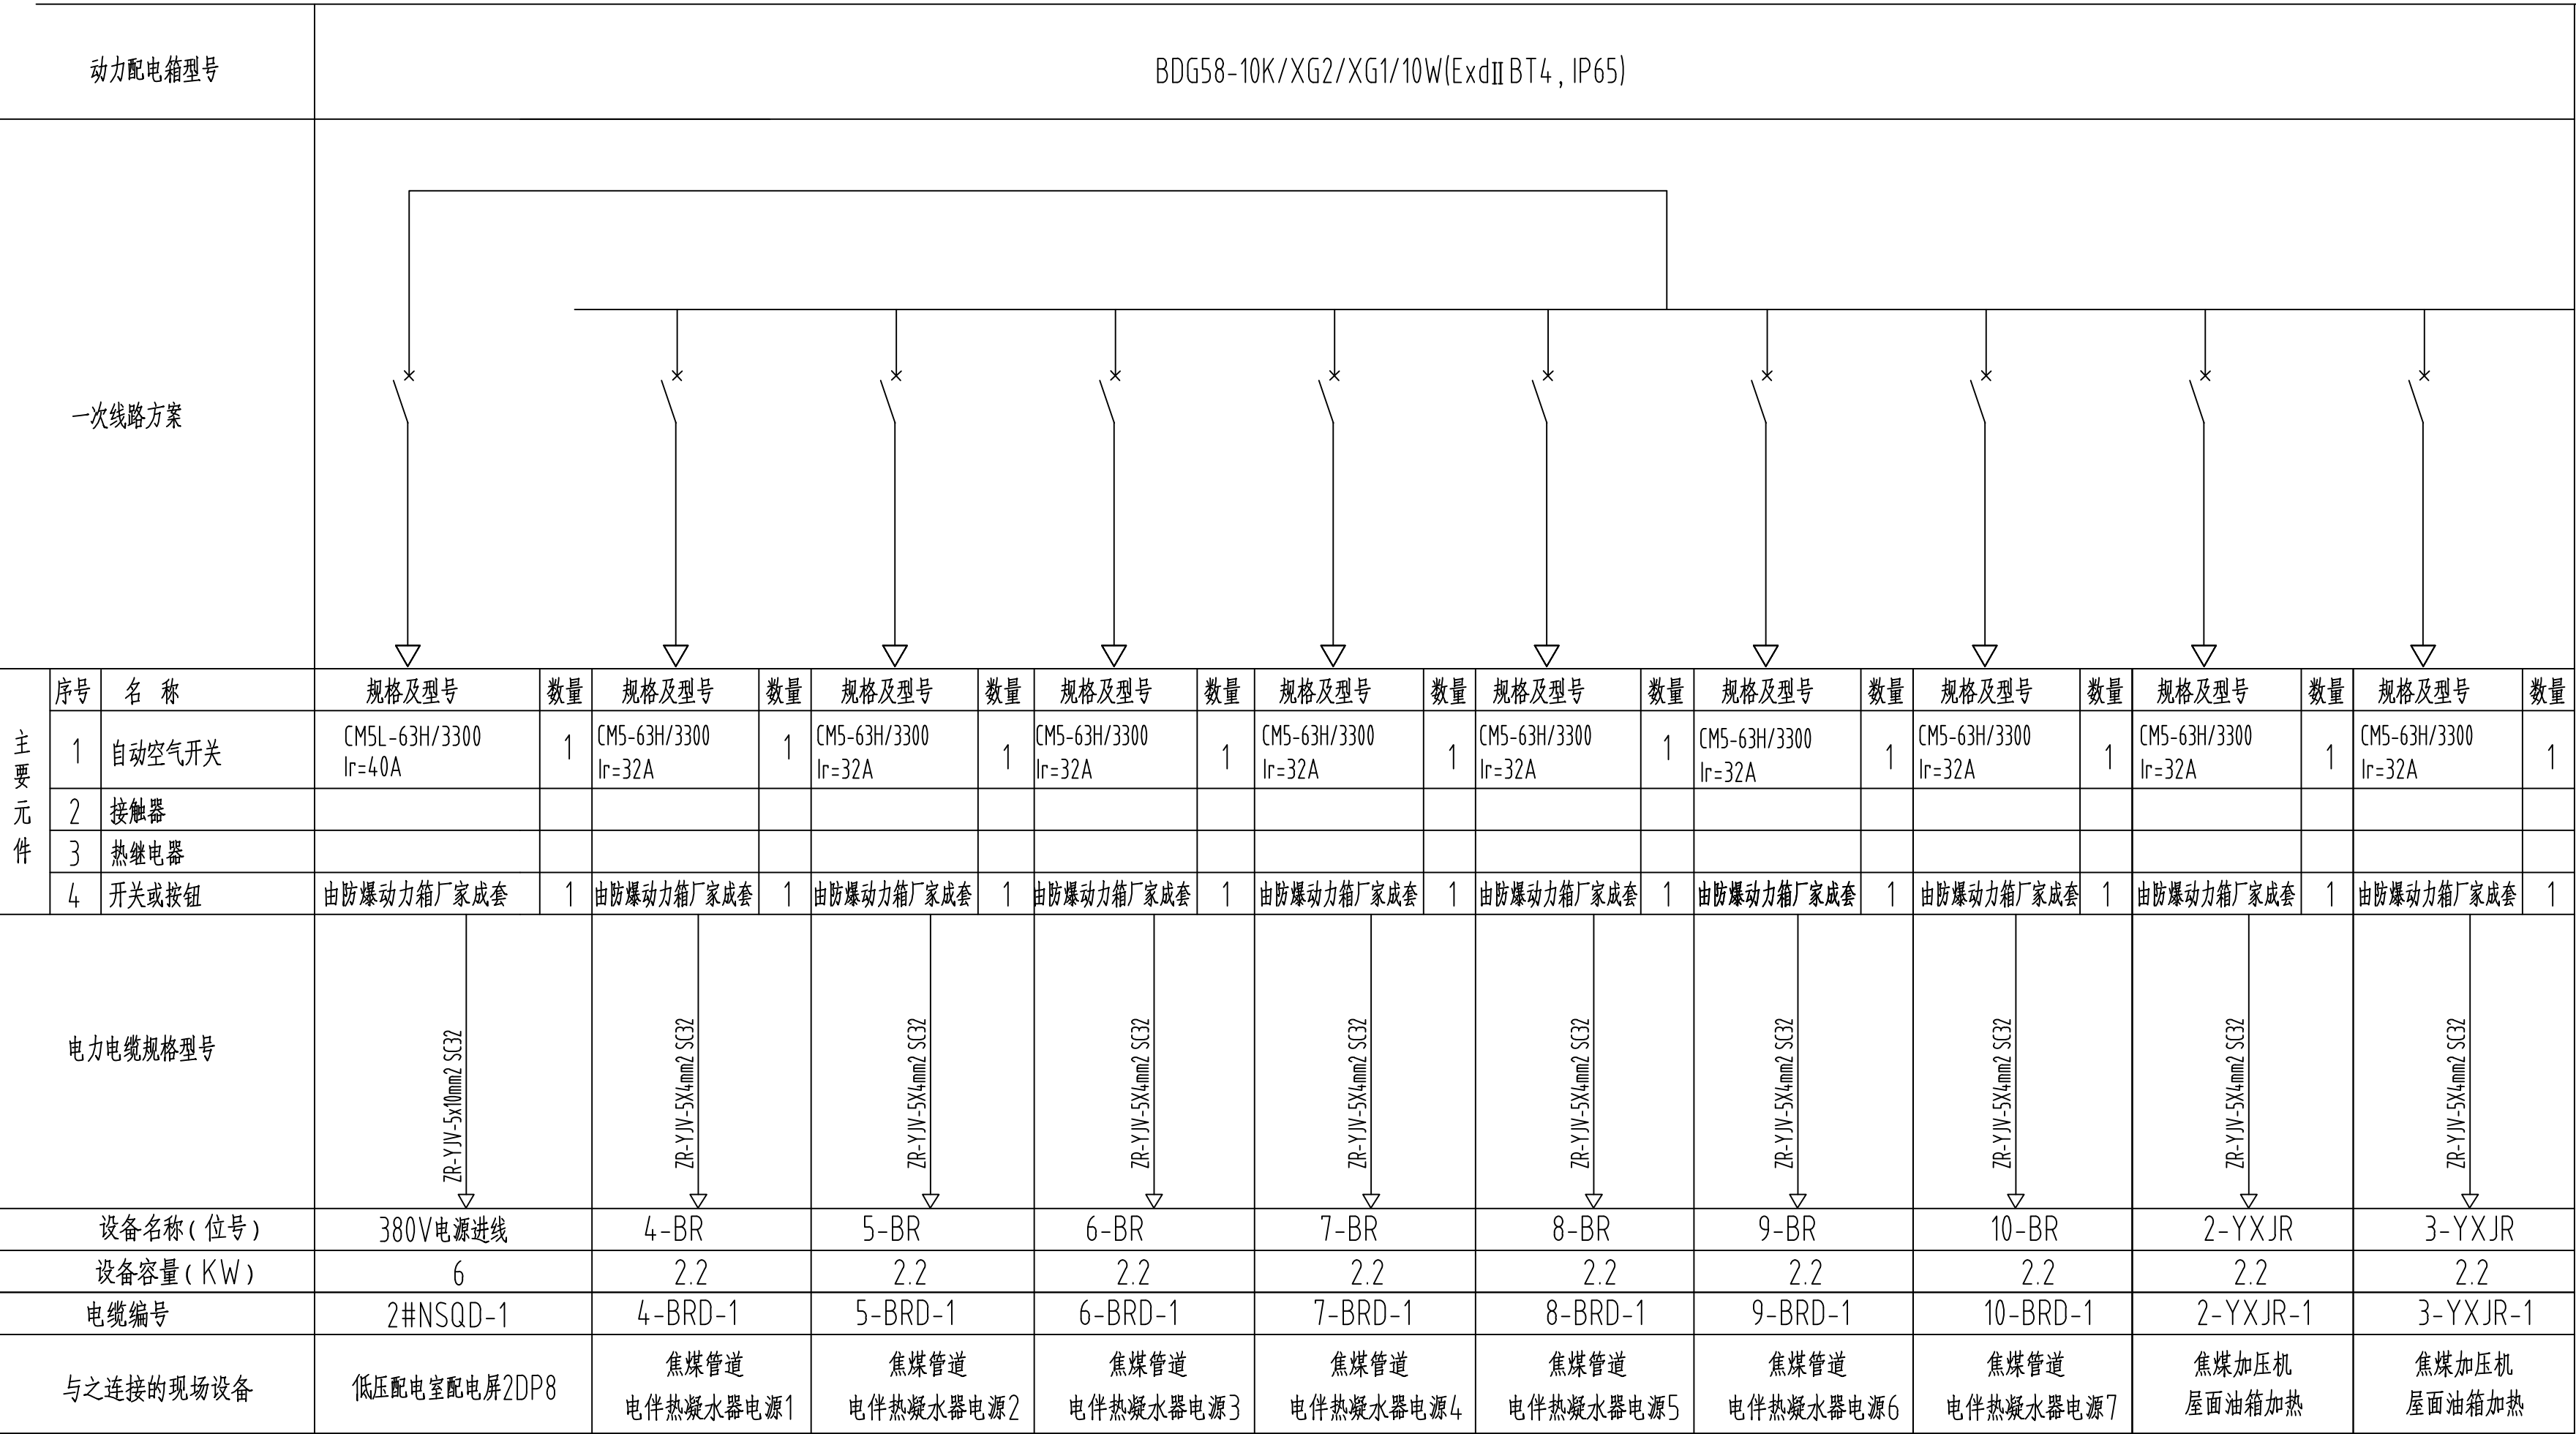 动力配电箱型号
BDG58-10K/XG2/XG1/10W(ExdⅡBT4, IP65)
一次线路方案
主要元件
序号 名 称 规格及型号 数量 规格及型号 数量 规格及型号 数量 规格及型号 数量 规格及型号 数量 规格及型号 数量 规格及型号 数量 规格及型号 数量 规格及型号 数量 规格及型号 数量
1 自动空气开关 CM5L-63H/3300 1 CM5-63H/3300 1 CM5-63H/3300 1 CM5-63H/3300 1 CM5-63H/3300 1 CM5-63H/3300 1 CM5-63H/3300 1 CM5-63H/3300 1 CM5-63H/3300 1 CM5-63H/3300 1
Ir=40A Ir=32A Ir=32A Ir=32A Ir=32A Ir=32A Ir=32A Ir=32A Ir=32A Ir=32A
2 接触器
3 热继电器
4 开关或按钮 由防爆动力箱厂家成套 1 由防爆动力箱厂家成套 1 由防爆动力箱厂家成套 1 由防爆动力箱厂家成套 1 由防爆动力箱厂家成套 1 由防爆动力箱厂家成套 1 由防爆动力箱厂家成套 1 由防爆动力箱厂家成套 1 由防爆动力箱厂家成套 1 由防爆动力箱厂家成套 1
电力电缆规格型号 ZR-YJV-5x10mm2 SC32 ZR-YJV-5X4mm2 SC32 ZR-YJV-5X4mm2 SC32 ZR-YJV-5X4mm2 SC32 ZR-YJV-5X4mm2 SC32 ZR-YJV-5X4mm2 SC32 ZR-YJV-5X4mm2 SC32 ZR-YJV-5X4mm2 SC32 ZR-YJV-5X4mm2 SC32 ZR-YJV-5X4mm2 SC32
设备名称(位号) 380V电源进线 4-BR 5-BR 6-BR 7-BR 8-BR 9-BR 10-BR 2-YXJR 3-YXJR
设备容量(KW) 6 2.2 2.2 2.2 2.2 2.2 2.2 2.2 2.2 2.2
电缆编号 2#NSQD-1 4-BRD-1 5-BRD-1 6-BRD-1 7-BRD-1 8-BRD-1 9-BRD-1 10-BRD-1 2-YXJR-1 3-YXJR-1
与之连接的现场设备 低压配电室配电屏2DP8
焦煤管道 焦煤管道 焦煤管道 焦煤管道 焦煤管道 焦煤管道 焦煤管道 焦煤加压机 焦煤加压机
电伴热凝水器电源1 电伴热凝水器电源2 电伴热凝水器电源3 电伴热凝水器电源4 电伴热凝水器电源5 电伴热凝水器电源6 电伴热凝水器电源7 屋面油箱加热 屋面油箱加热